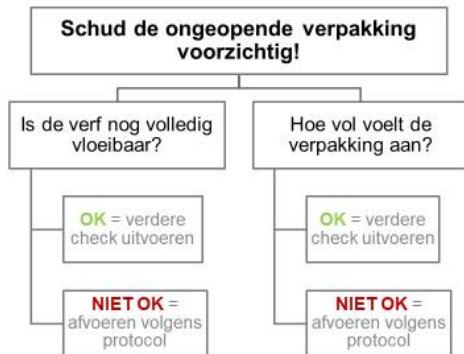 Schud de ongeopende verpakking
voorzichtig!
Is de verf nog volledig
vloeibaar?
OK = verdere
check uitvoeren
NIET OK =
afvoeren volgens
protocol
Hoe vol voelt de
verpakking aan?
OK = verdere
check uitvoeren
NIET OK =
afvoeren volgens
protocol